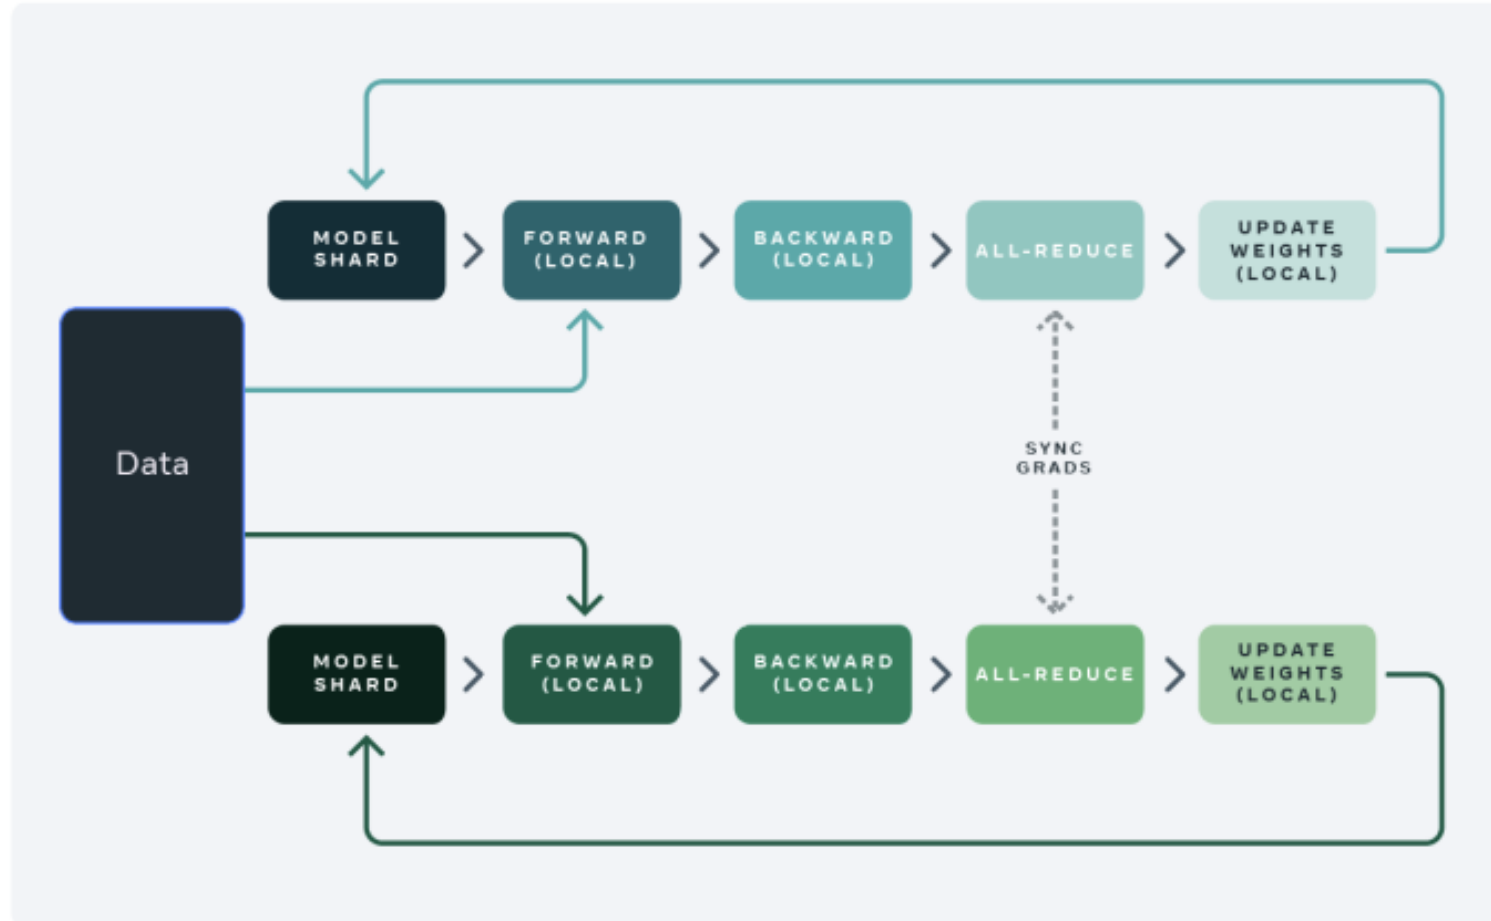 MODEL
SHARD
FORWARD
(LOCAL)
BACKWARD
(LOCAL)
ALL-REDUCE
UPDATE
WEIGHTS
(LOCAL)
Data
SYNC
GRADS
MODEL
SHARD
FORWARD
(LOCAL)
BACKWARD
(LOCAL)
ALL-REDUCE
UPDATE
WEIGHTS
(LOCAL)